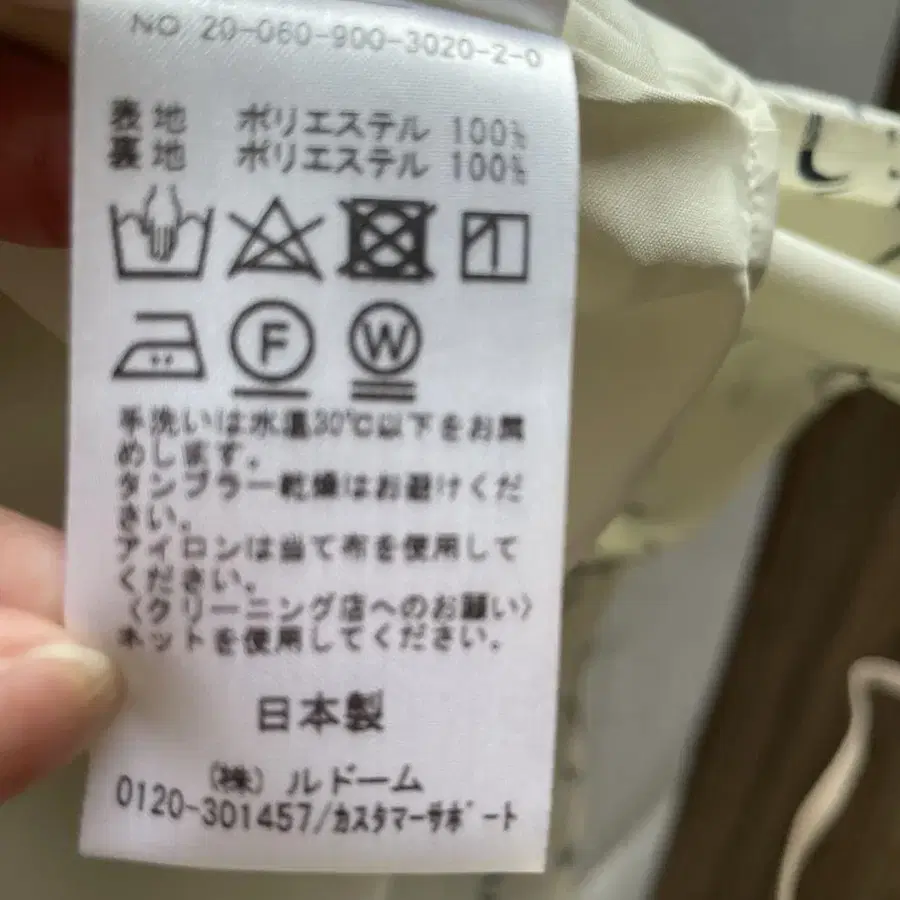 NO 20-060-900-3020-2-0
表地 ポリエステル 100%
裏地 ポリエステル 100%
F W
手洗いは水温30℃以下をお薦
めします。
タンブラー乾燥はお避けくだ
さい。
アイロンは当て布を使用して
ください。
〈クリーニング店へのお願い〉
ネットを使用してください。
日本製
(株) ルドーム
0120-301457/カスタマーサポート